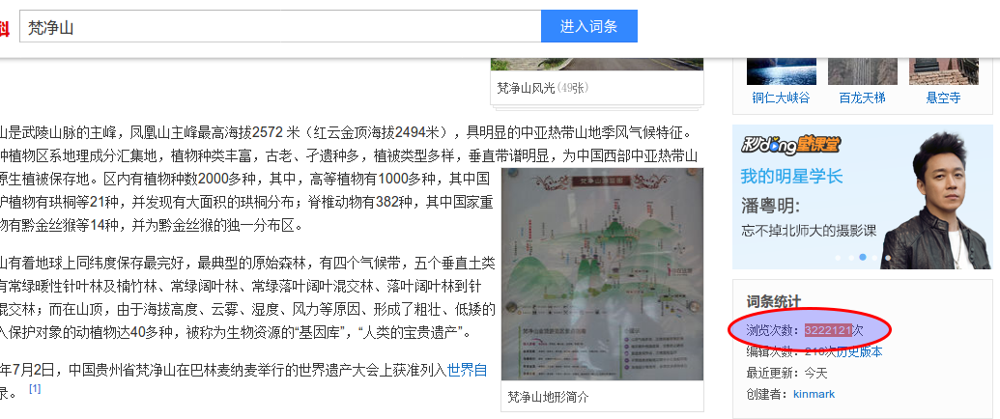 梵净山
进入词条
梵净山风光(49张)
铜仁大峡谷
百龙天梯
悬空寺
山是武陵山脉的主峰，凤凰山主峰最高海拔2572 米（红云金顶海拔2494米），具明显的中亚热带山地季风气候特征。
种植物区系地理成分汇集地，植物种类丰富，古老、孑遗种多，植被类型多样，垂直带谱明显，为中国西部中亚热带山
原生植被保存地。区内有植物种数2000多种，其中，高等植物有1000多种，其中国
护植物有珙桐等21种，并发现有大面积的珙桐分布；脊椎动物有382种，其中国家重
物有黔金丝猴等14种，并为黔金丝猴的独一分布区。
山有着地球上同纬度保存最完好，最典型的原始森林，有四个气候带，五个垂直土类
有常绿暖性针叶林及楠竹林、常绿阔叶林、常绿落叶阔叶混交林、落叶阔叶林到针
混交林；而在山顶，由于海拔高度、云雾、湿度、风力等原因、形成了粗壮、低矮的
入保护对象的动植物达40多种，被称为生物资源的“基因库”，“人类的宝贵遗产”。
年7月2日，中国贵州省梵净山在巴林麦纳麦举行的世界遗产大会上获准列入世界自
录。 [1]
梵净山地形简介
秒dong星课堂
我的明星学长
潘粤明:
忘不掉北师大的摄影课
词条统计
浏览次数：3222121次
编辑次数：216次历史版本
最近更新：今天
创建者：kinmark